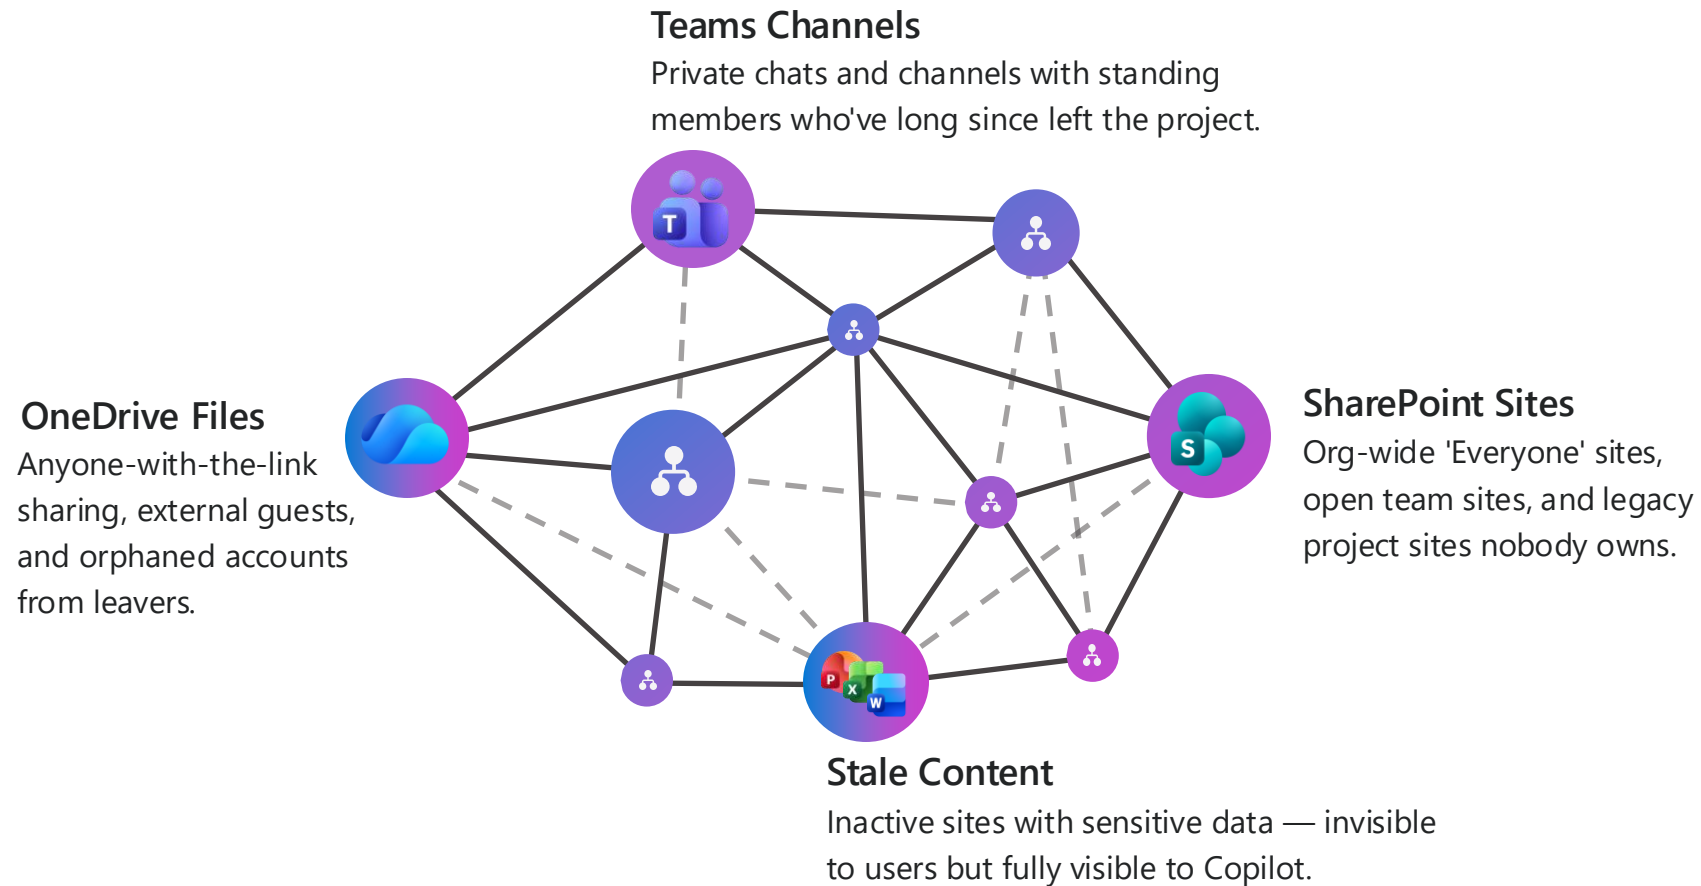 Teams Channels
Private chats and channels with standing
members who've long since left the project.
T
OneDrive Files
Anyone-with-the-link
sharing, external guests,
and orphaned accounts
from leavers.
SharePoint Sites
Org-wide 'Everyone' sites,
open team sites, and legacy
project sites nobody owns.
S
P
X
W
Stale Content
Inactive sites with sensitive data — invisible
to users but fully visible to Copilot.